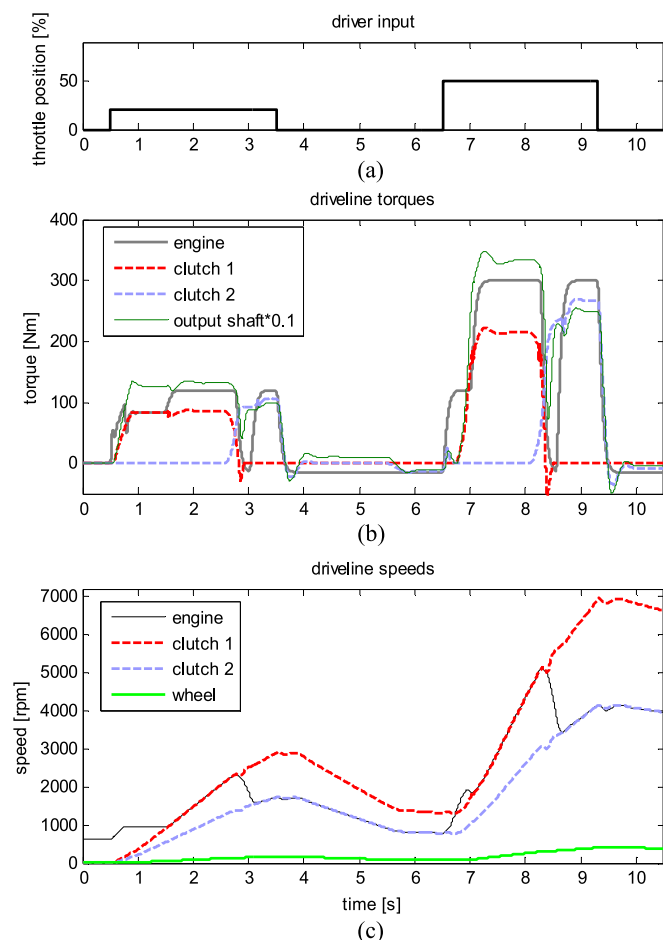 driver input
throttle position [%]
50
0
0 1 2 3 4 5 6 7 8 9 10
(a)
driveline torques
torque [Nm]
400
300
200
100
0
engine
clutch 1
clutch 2
output shaft*0.1
0 1 2 3 4 5 6 7 8 9 10
(b)
driveline speeds
speed [rpm]
7000
6000
5000
4000
3000
2000
1000
0
engine
clutch 1
clutch 2
wheel
0 1 2 3 4 5 6 7 8 9 10
time [s]
(c)